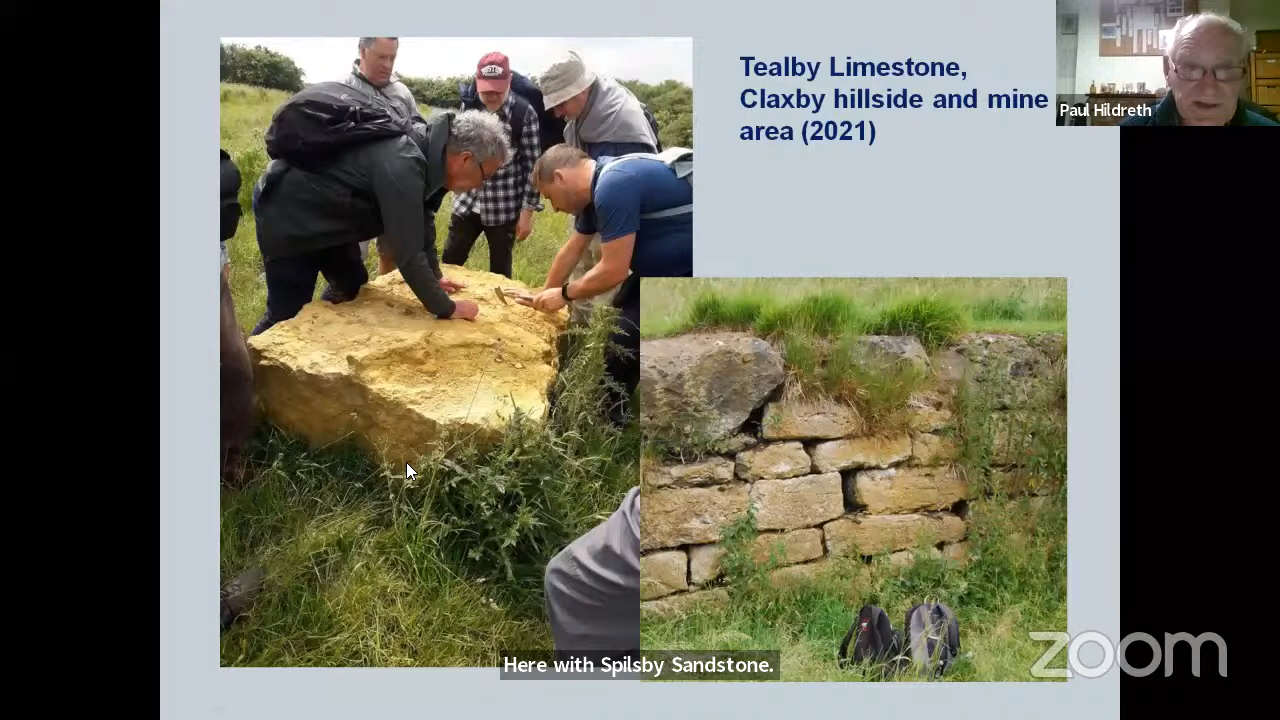 Tealby Limestone,
Claxby hillside and mine
area (2021)
Paul Hildreth
Here with Spilsby Sandstone.
zoom